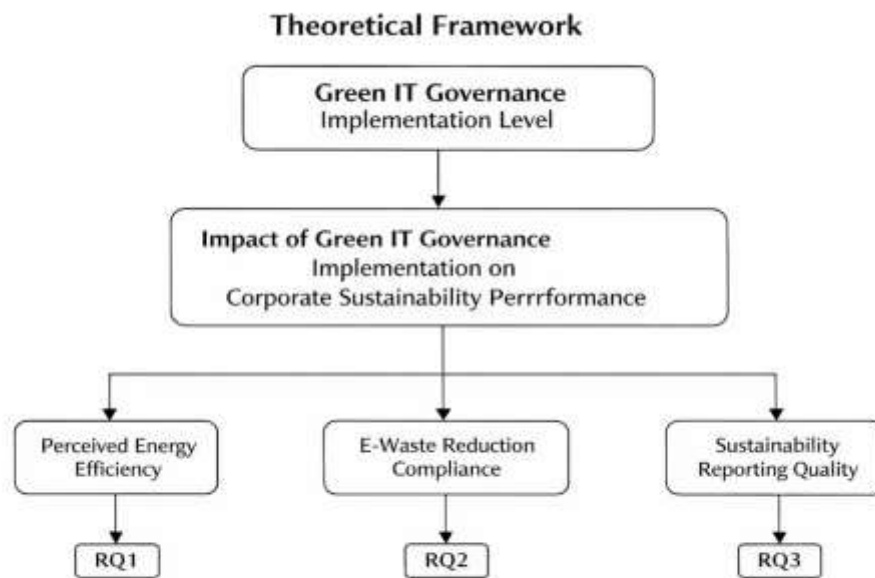 Theoretical Framework
Green IT Governance
Implementation Level
Impact of Green IT Governance
Implementation on
Corporate Sustainability Perrrformance
Perceived Energy
Efficiency
E-Waste Reduction
Compliance
Sustainability
Reporting Quality
RQ1
RQ2
RQ3